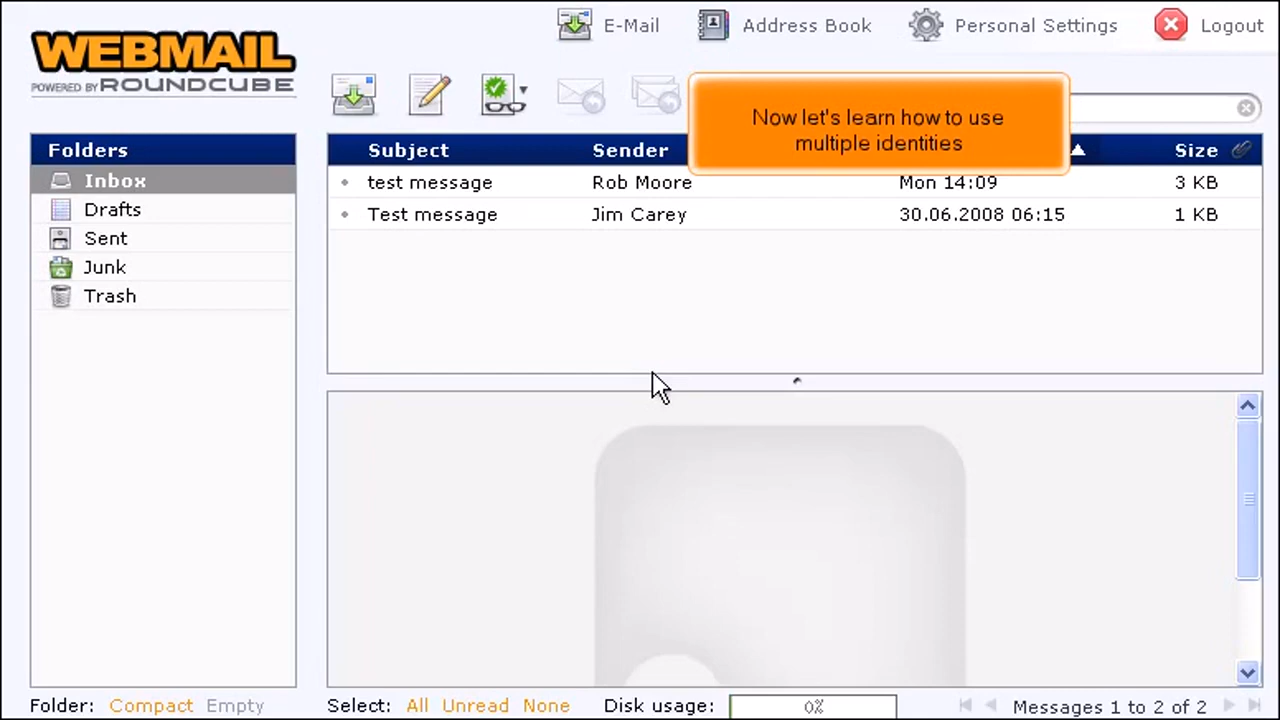 E-Mail Address Book Personal Settings Logout
WEBMAIL
POWERED BY ROUNDCUBE
Now let's learn how to use
multiple identities
Folders
Inbox
Drafts
Sent
Junk
Trash
Subject Sender Size
test message Rob Moore Mon 14:09 3 KB
Test message Jim Carey 30.06.2008 06:15 1 KB
Folder: Compact Empty Select: All Unread None Disk usage: 0% Messages 1 to 2 of 2